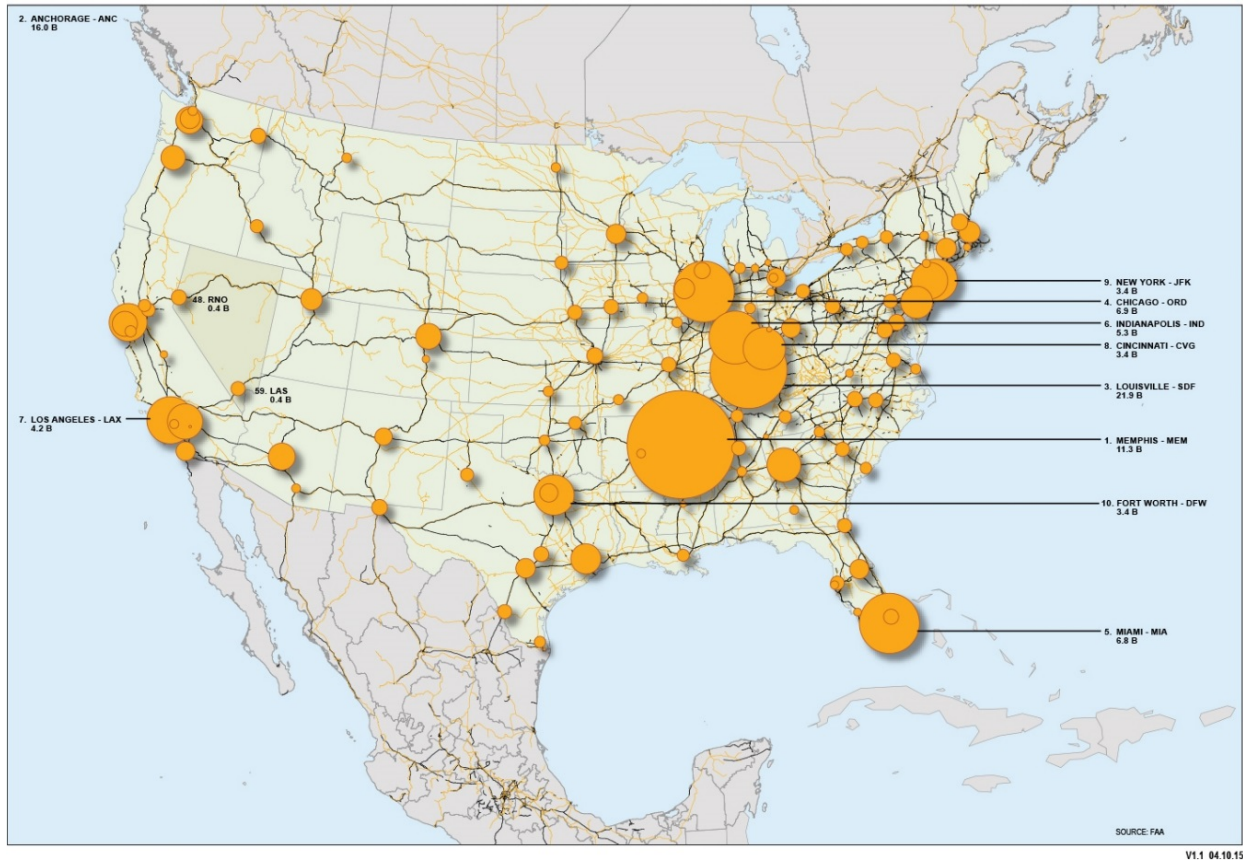 2. ANCHORAGE - ANC
16.0 B
48. RNO
0.4 B
59. LAS
0.4 B
7. LOS ANGELES - LAX
4.2 B
9. NEW YORK - JFK
3.4 B
4. CHICAGO - ORD
6.9 B
6. INDIANAPOLIS - IND
5.3 B
8. CINCINNATI - CVG
3.4 B
3. LOUISVILLE - SDF
21.9 B
1. MEMPHIS - MEM
11.3 B
10. FORT WORTH - DFW
3.4 B
5. MIAMI - MIA
6.8 B
SOURCE: FAA
V1.1 04.10.15